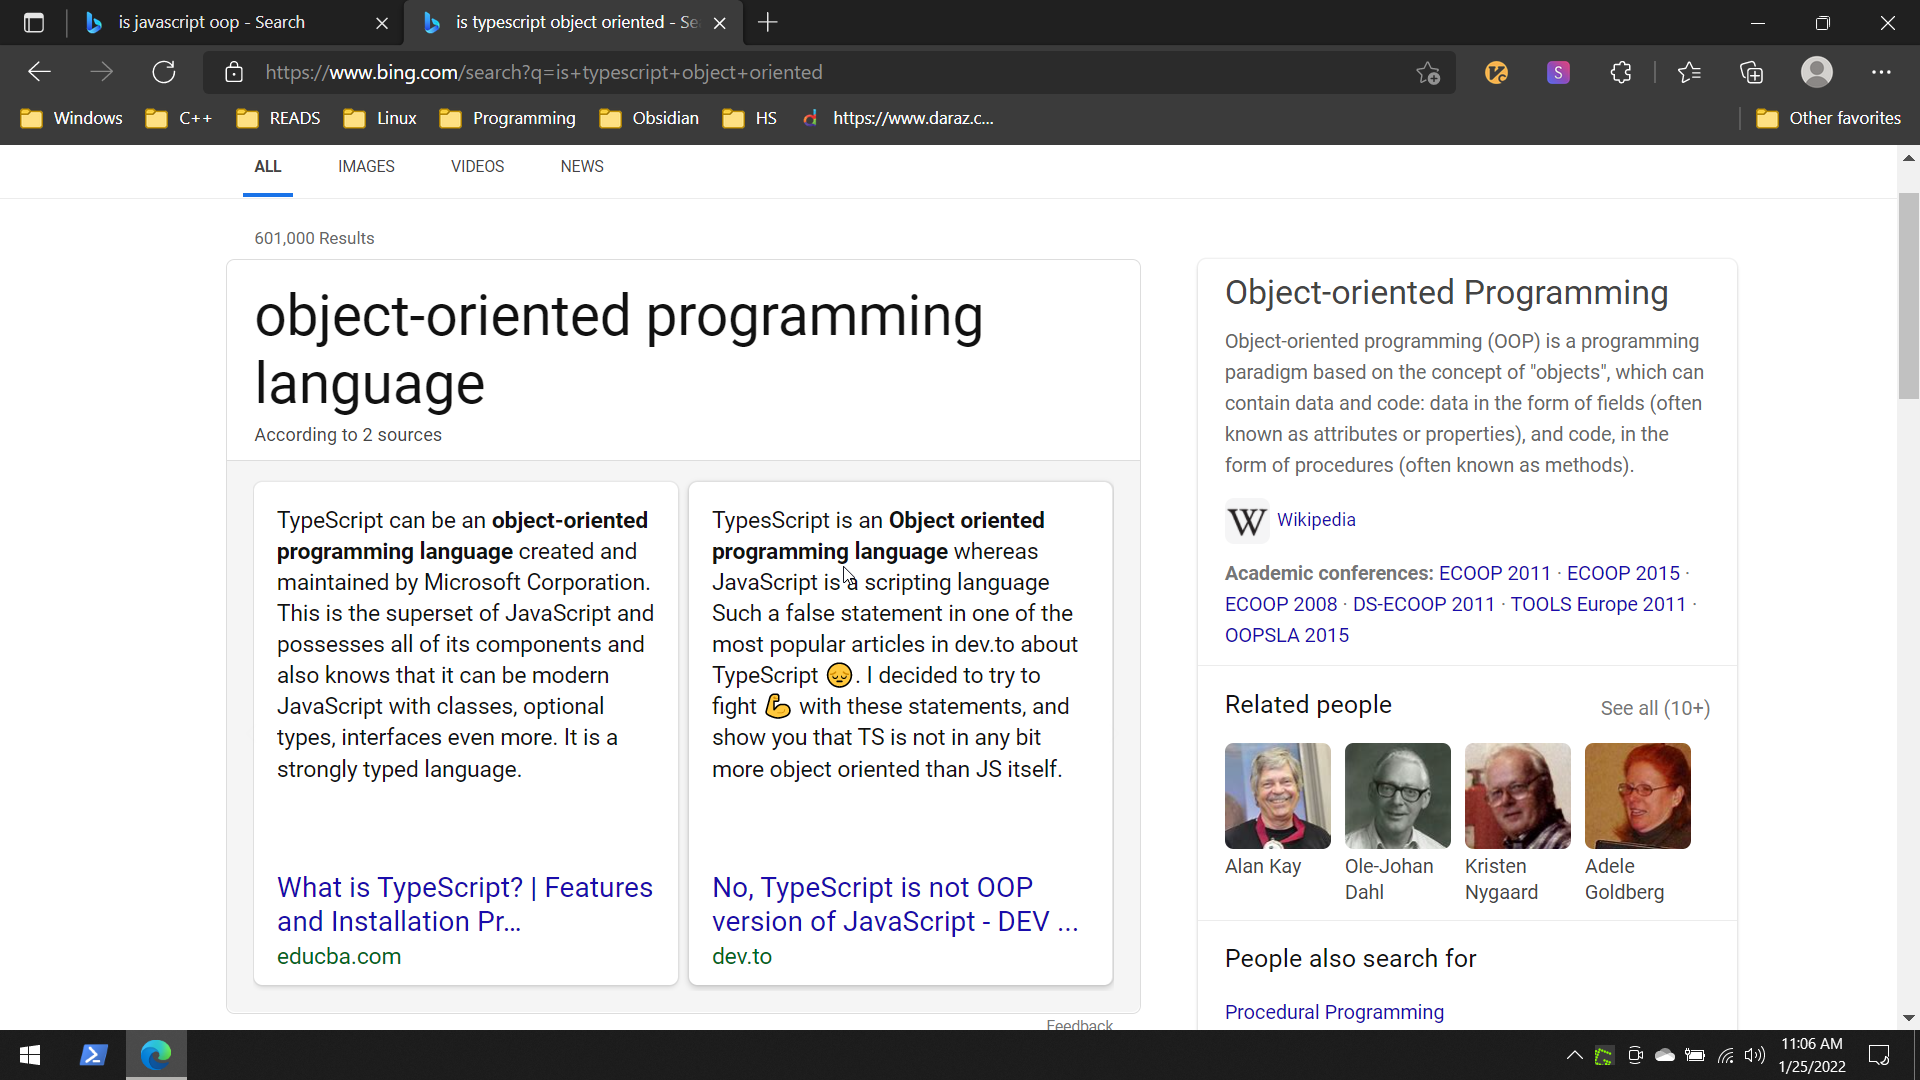 is javascript oop - Search
is typescript object oriented - Se
https://www.bing.com/search?q=is+typescript+object+oriented
S
Windows
C++
READS
Linux
Programming
Obsidian
HS
https://www.daraz.c...
Other favorites
ALL
IMAGES
VIDEOS
NEWS
601,000 Results
object-oriented programming
language
According to 2 sources
TypeScript can be an object-oriented
programming language created and
maintained by Microsoft Corporation.
This is the superset of JavaScript and
possesses all of its components and
also knows that it can be modern
JavaScript with classes, optional
types, interfaces even more. It is a
strongly typed language.
What is TypeScript? | Features
and Installation Pr...
educba.com
TypesScript is an Object oriented
programming language whereas
JavaScript is a scripting language
Such a false statement in one of the
most popular articles in dev.to about
TypeScript 😔. I decided to try to
fight 💪 with these statements, and
show you that TS is not in any bit
more object oriented than JS itself.
No, TypeScript is not OOP
version of JavaScript - DEV ...
dev.to
Feedback
Object-oriented Programming
Object-oriented programming (OOP) is a programming
paradigm based on the concept of "objects", which can
contain data and code: data in the form of fields (often
known as attributes or properties), and code, in the
form of procedures (often known as methods).
W Wikipedia
Academic conferences: ECOOP 2011 · ECOOP 2015 ·
ECOOP 2008 · DS-ECOOP 2011 · TOOLS Europe 2011 ·
OOPSLA 2015
Related people
See all (10+)
Alan Kay
Ole-Johan
Dahl
Kristen
Nygaard
Adele
Goldberg
People also search for
Procedural Programming
11:06 AM
1/25/2022